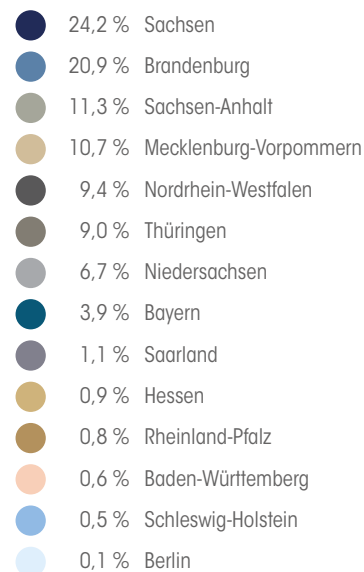 24,2 % Sachsen
20,9 % Brandenburg
11,3 % Sachsen-Anhalt
10,7 % Mecklenburg-Vorpommern
9,4 % Nordrhein-Westfalen
9,0 % Thüringen
6,7 % Niedersachsen
3,9 % Bayern
1,1 % Saarland
0,9 % Hessen
0,8 % Rheinland-Pfalz
0,6 % Baden-Württemberg
0,5 % Schleswig-Holstein
0,1 % Berlin